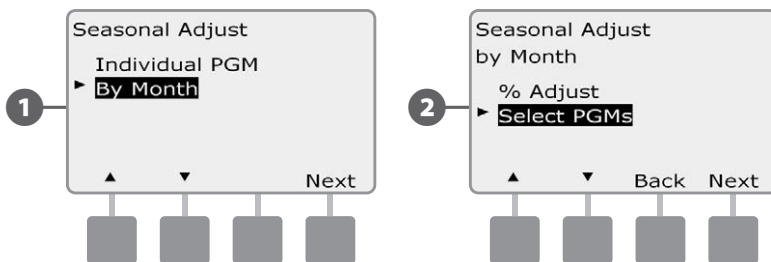 1
Seasonal Adjust
Individual PGM
► By Month
▲ ▼ Next
2
Seasonal Adjust
by Month
% Adjust
► Select PGMs
▲ ▼ Back Next